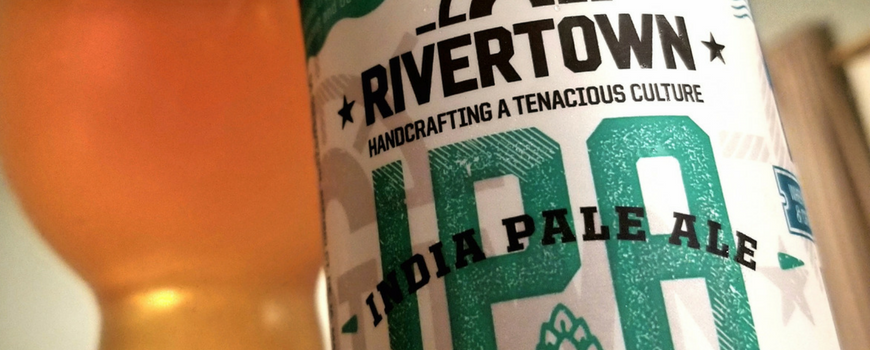 RIVERTOWN
HANDCRAFTING A TENACIOUS CULTURE
IPA
INDIA PALE ALE